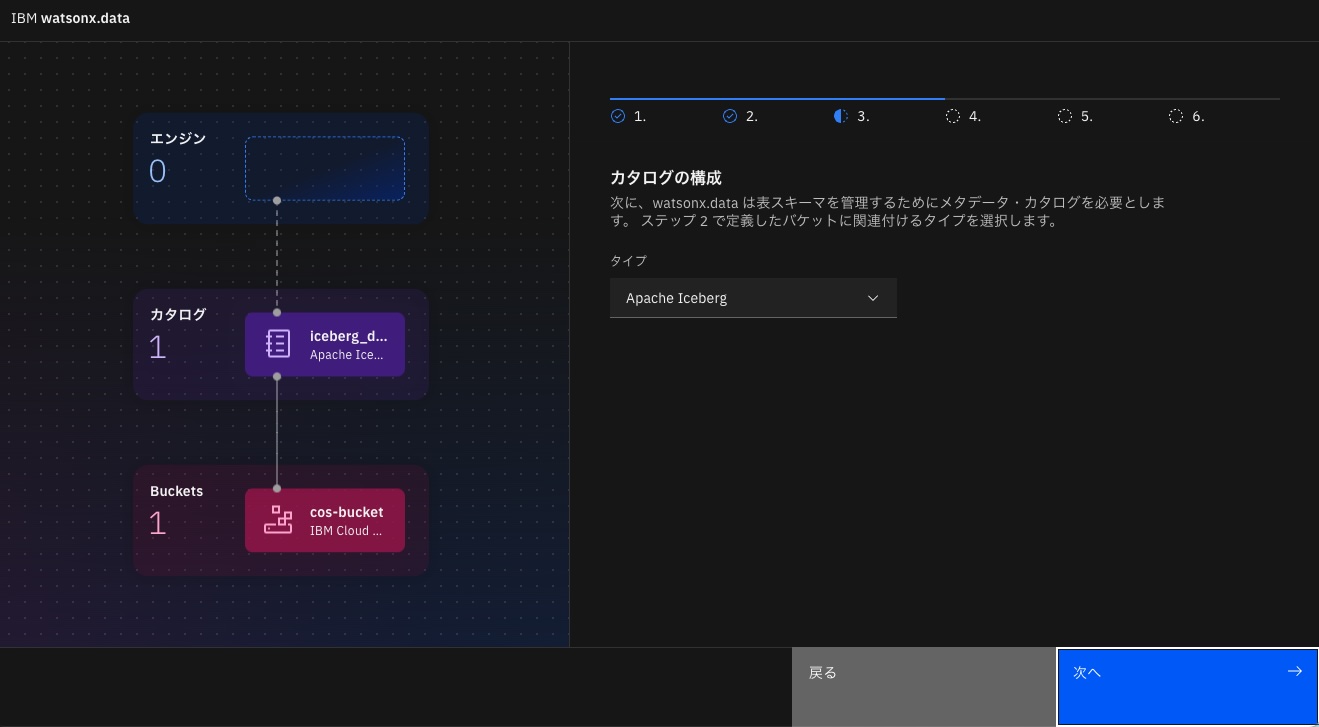 IBM watsonx.data
エンジン
0
カタログ
1
iceberg_d...
Apache Ice...
Buckets
1
cos-bucket
IBM Cloud ...
1.
2.
3.
4.
5.
6.
カタログの構成
次に、watsonx.data は表スキーマを管理するためにメタデータ・カタログを必要としま
す。 ステップ 2 で定義したバケットに関連付けるタイプを選択します。
タイプ
Apache Iceberg
戻る
次へ